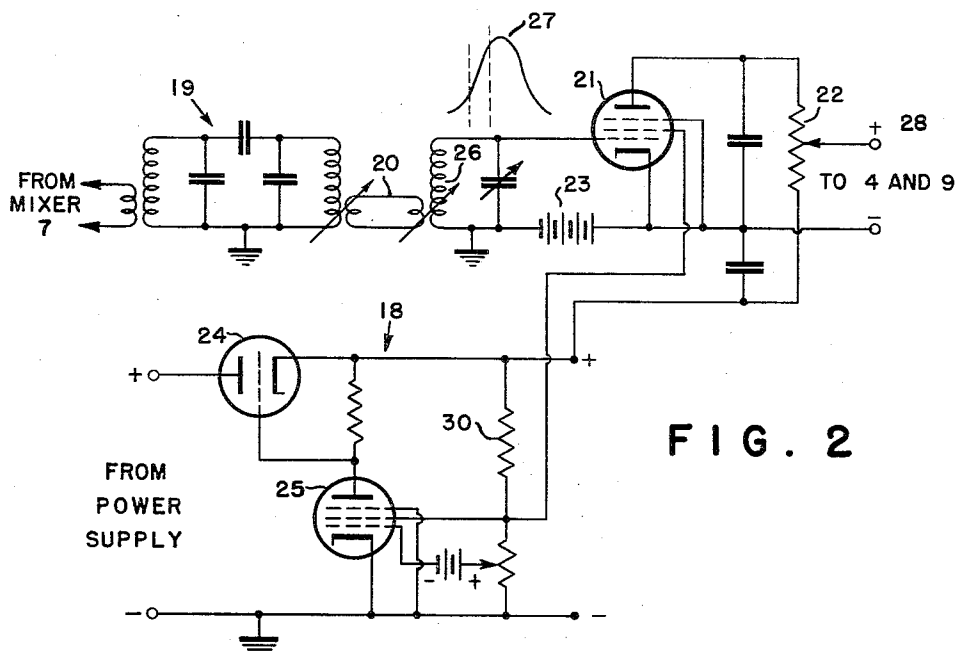 27
19
21
22
+ 28
26
20
23
FROM
MIXER
7
TO 4 AND 9
-
24
18
+
+
30
FIG. 2
FROM
POWER
SUPPLY
25
- +
-
-